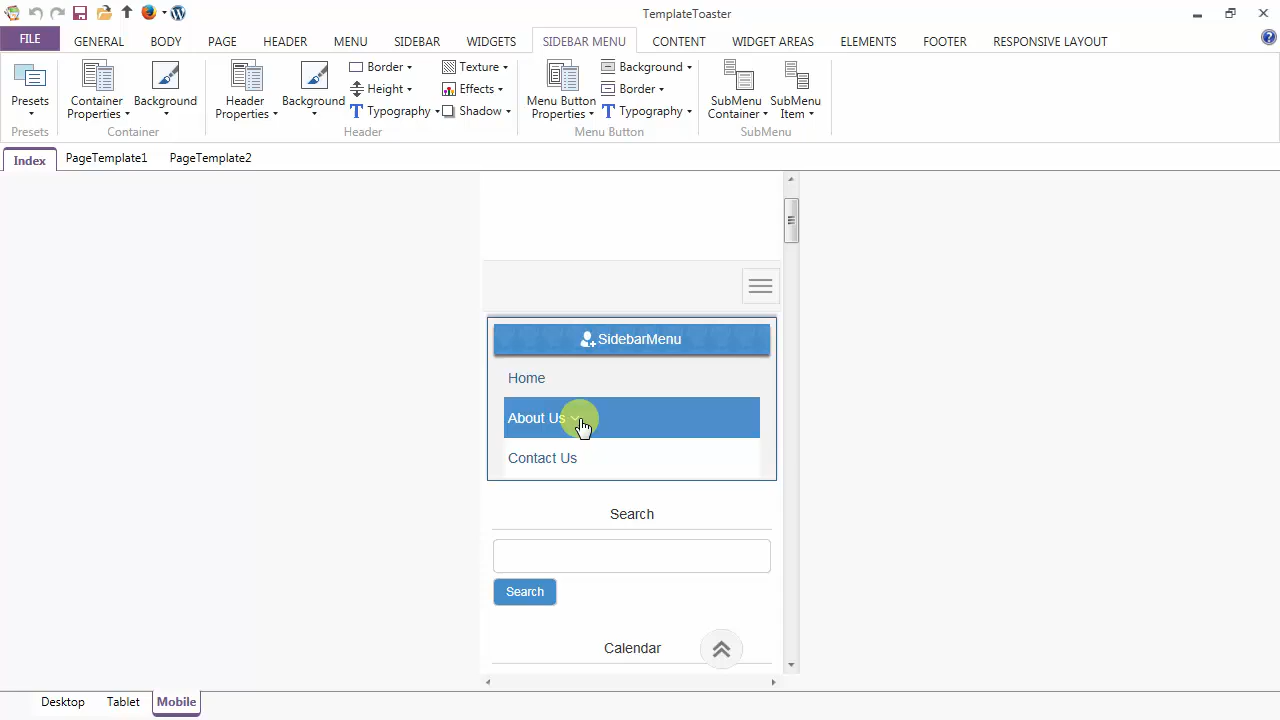 TemplateToaster
FILE GENERAL BODY PAGE HEADER MENU SIDEBAR WIDGETS SIDEBAR MENU CONTENT WIDGET AREAS ELEMENTS FOOTER RESPONSIVE LAYOUT
Presets
Container Properties
Background
Header Properties
Background
Border
Height
Typography
Texture
Effects
Shadow
Menu Button Properties
Background
Border
Typography
SubMenu Container
SubMenu Item
Presets Container Header Menu Button SubMenu
Index PageTemplate1 PageTemplate2
SidebarMenu
Home
About Us
Contact Us
Search
Search
Calendar
Desktop Tablet Mobile